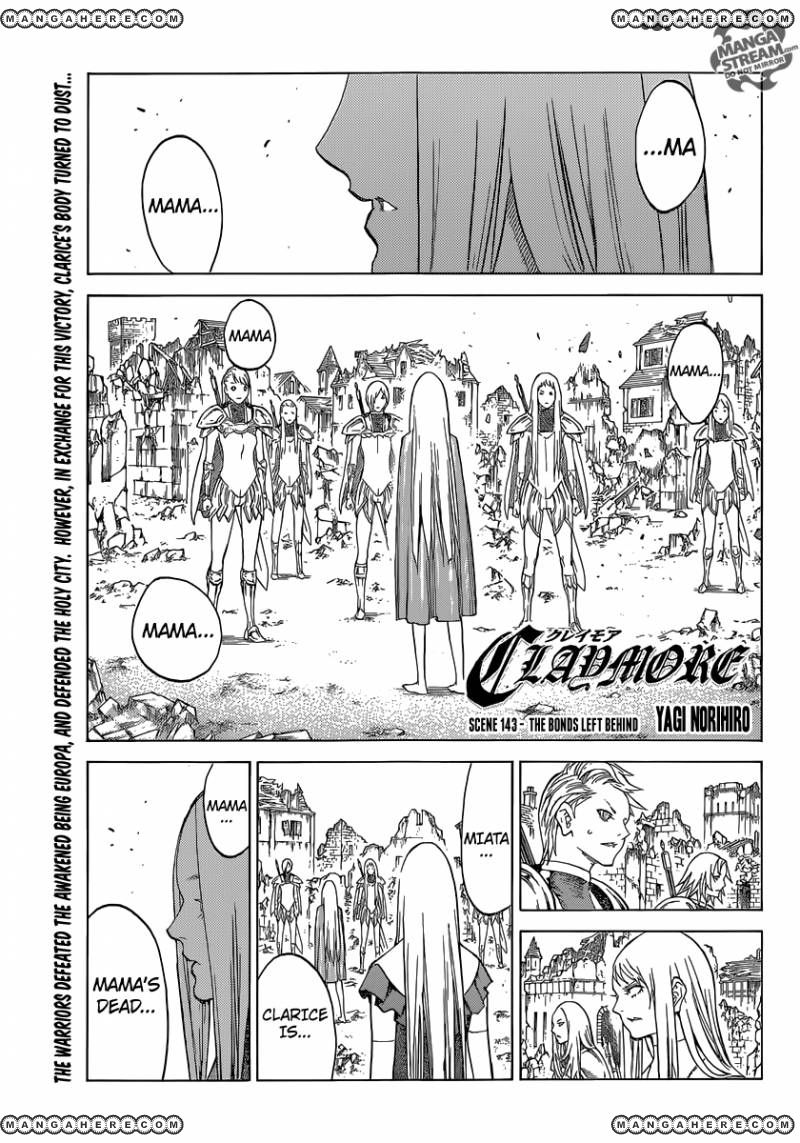 MANGAHERE.COM
MANGAHERE.COM
MANGA
STREAM.com
DO NOT MIRROR
THE WARRIORS DEFEATED THE AWAKENED BEING EUROPA, AND DEFENDED THE HOLY CITY. HOWEVER, IN EXCHANGE FOR THIS VICTORY, CLARICE'S BODY TURNED TO DUST...
...MA
MAMA...
MAMA
MAMA...
MAMA...
クレイモア
CLAYMORE
SCENE 143 - THE BONDS LEFT BEHIND
YAGI NORIHIRO
MIATA
...
CLARICE
IS...
MAMA
...
MAMA'S
DEAD...
MANGAHERE.COM
MANGAHERE.COM